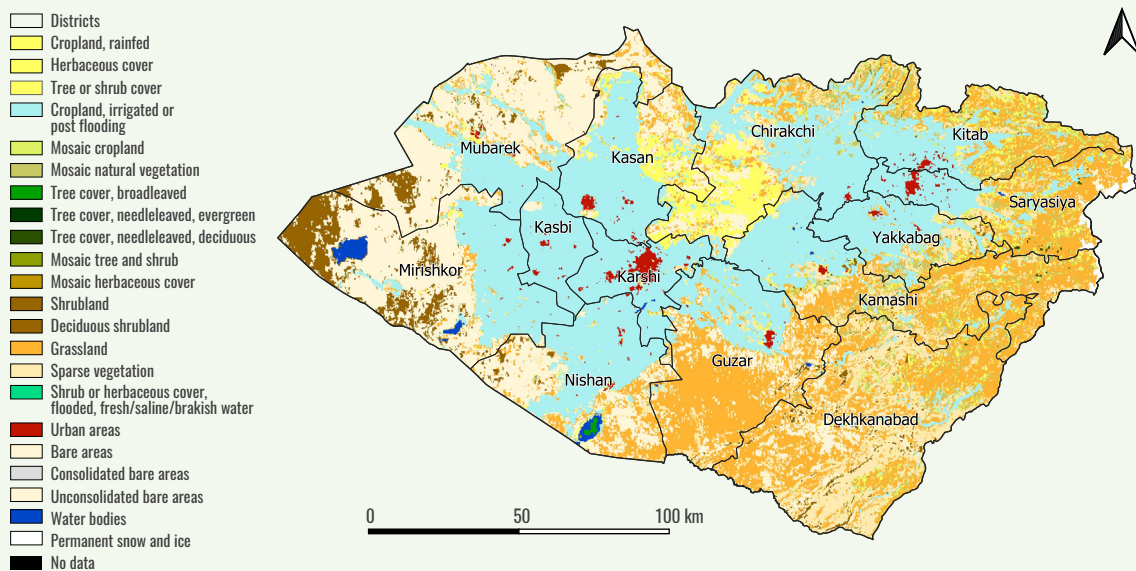 Districts
Cropland, rainfed
Herbaceous cover
Tree or shrub cover
Cropland, irrigated or
post flooding
Mosaic cropland
Mosaic natural vegetation
Tree cover, broadleaved
Tree cover, needleleaved, evergreen
Tree cover, needleleaved, deciduous
Mosaic tree and shrub
Mosaic herbaceous cover
Shrubland
Deciduous shrubland
Grassland
Sparse vegetation
Shrub or herbaceous cover,
flooded, fresh/saline/brakish water
Urban areas
Bare areas
Consolidated bare areas
Unconsolidated bare areas
Water bodies
Permanent snow and ice
No data
Mubarek
Kasan
Chirakchi
Kitab
Saryasiya
Kasbi
Yakkabag
Mirishkor
Karshi
Kamashi
Guzar
Nishan
Dekhkanabad
0 50 100 km